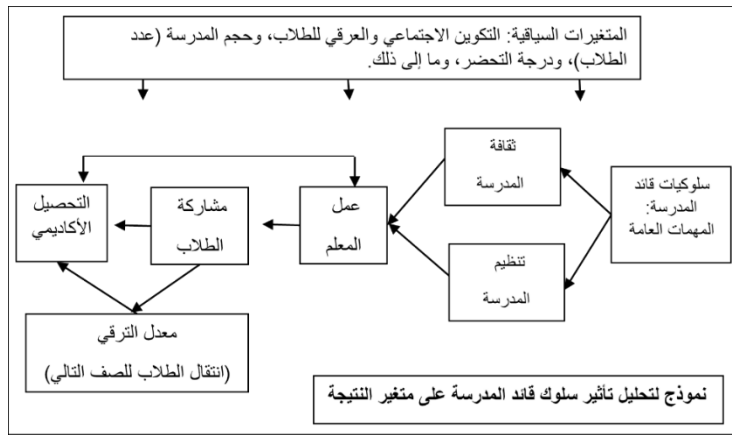 المتغيرات السياقية: التكوين الاجتماعي والعرقي للطلاب، وحجم المدرسة (عدد
الطلاب)، ودرجة التحضر، وما إلى ذلك.
سلوكيات قائد
المدرسة:
المهمات العامة
ثقافة
المدرسة
تنظيم
المدرسة
عمل
المعلم
مشاركة
الطلاب
التحصيل
الأكاديمي
معدل الترقي
(انتقال الطلاب للصف التالي)
نموذج لتحليل تأثير سلوك قائد المدرسة على متغير النتيجة